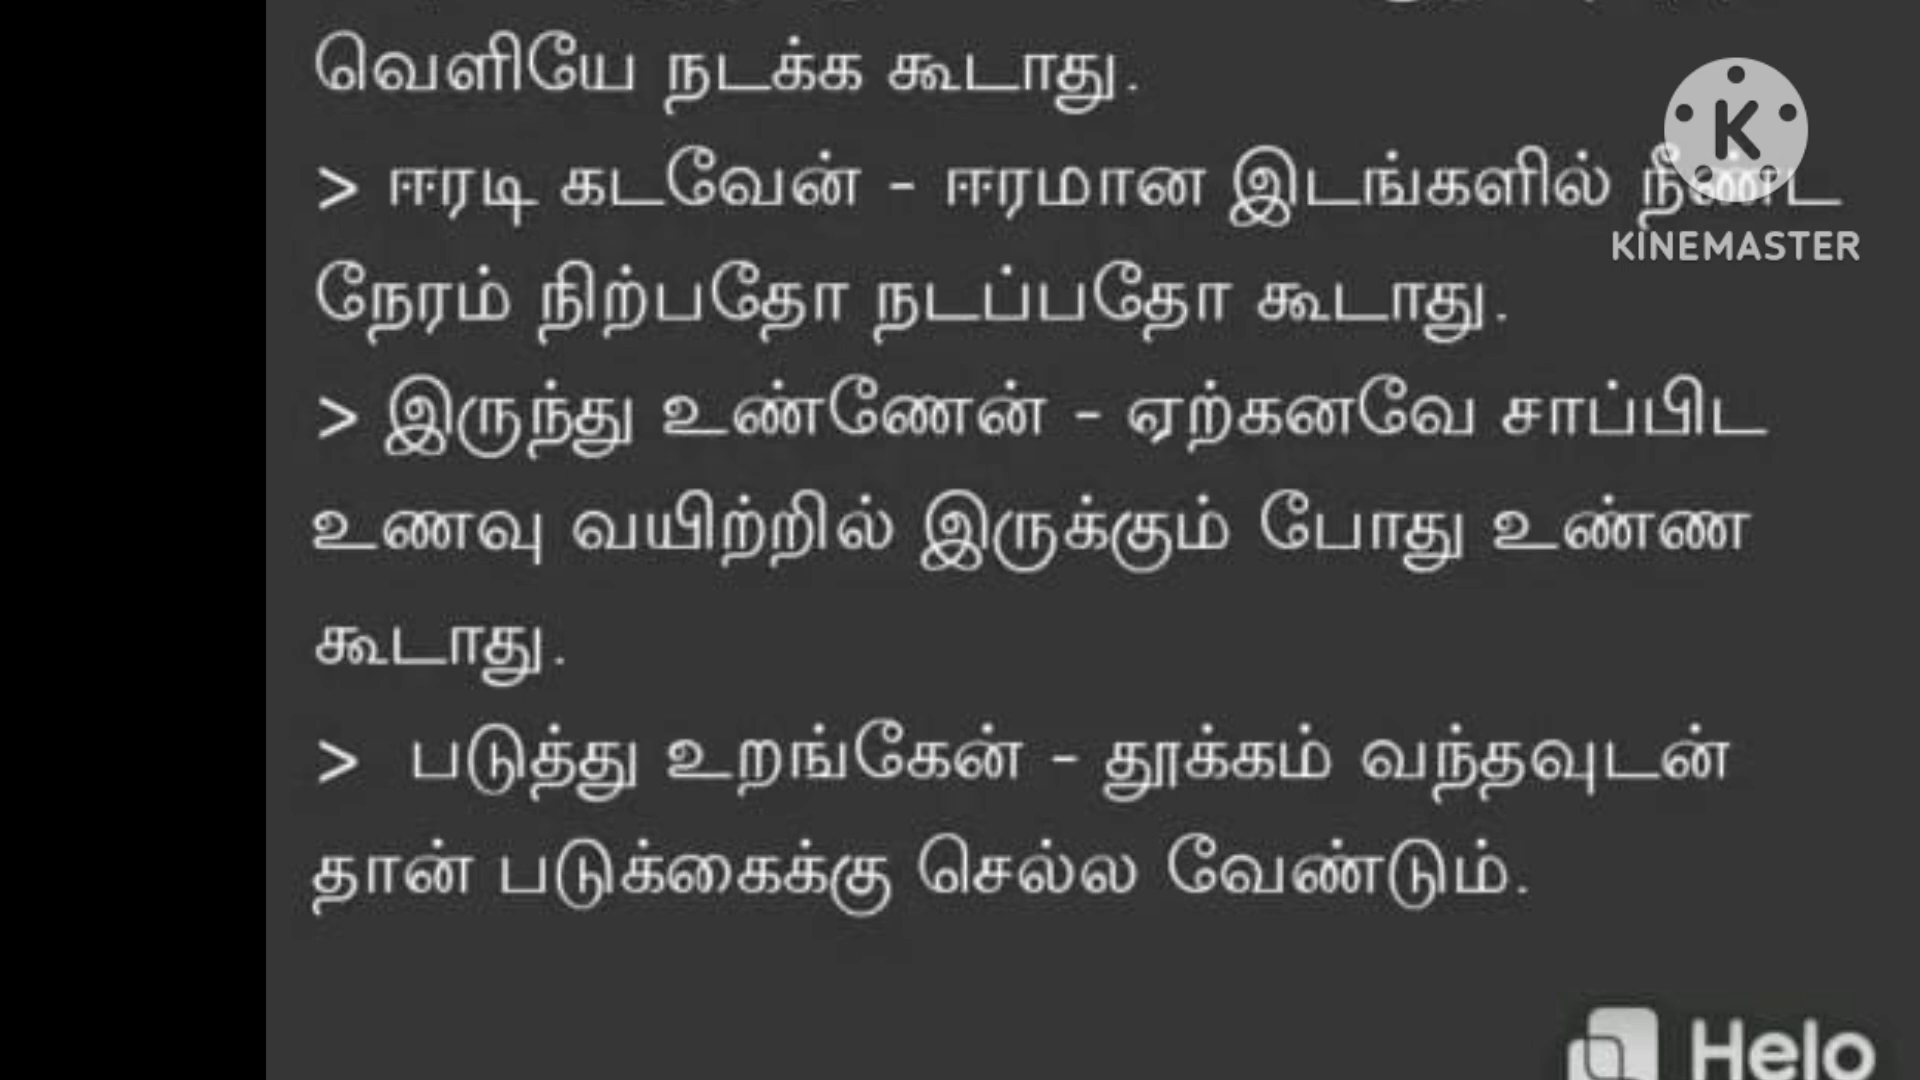 வெளியே நடக்க கூடாது.
> ஈரடி கடவேன் - ஈரமான இடங்களில் நீண்ட
நேரம் நிற்பதோ நடப்பதோ கூடாது.
> இருந்து உண்ணேன் - ஏற்கனவே சாப்பிட
உணவு வயிற்றில் இருக்கும் போது உண்ண
கூடாது.
> படுத்து உறங்கேன் - தூக்கம் வந்தவுடன்
தான் படுக்கைக்கு செல்ல வேண்டும்.
K
KINEMASTER
Helo